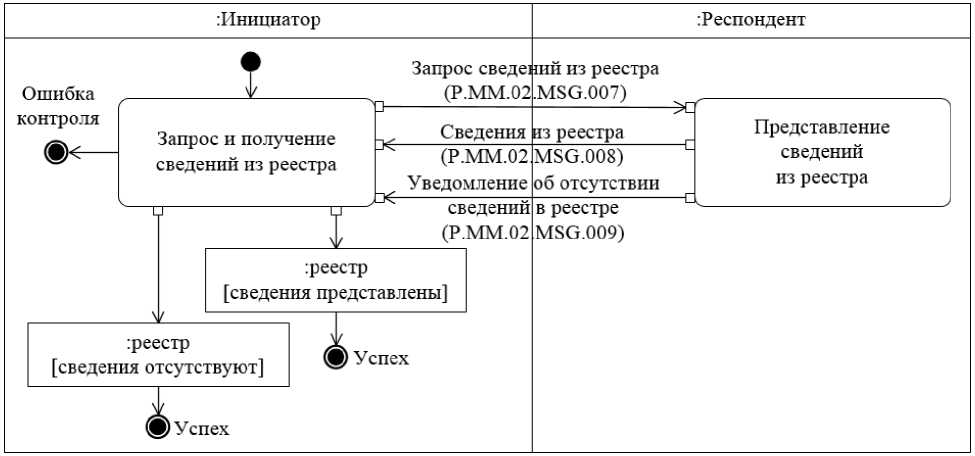 :Инициатор
:Респондент
Запрос сведений из реестра
(P.MM.02.MSG.007)
Ошибка
контроля
Запрос и получение
сведений из реестра
Сведения из реестра
(P.MM.02.MSG.008)
Представление
сведений
из реестра
Уведомление об отсутствии
сведений в реестре
(P.MM.02.MSG.009)
:реестр
[сведения представлены]
:реестр
[сведения отсутствуют]
Успех
Успех